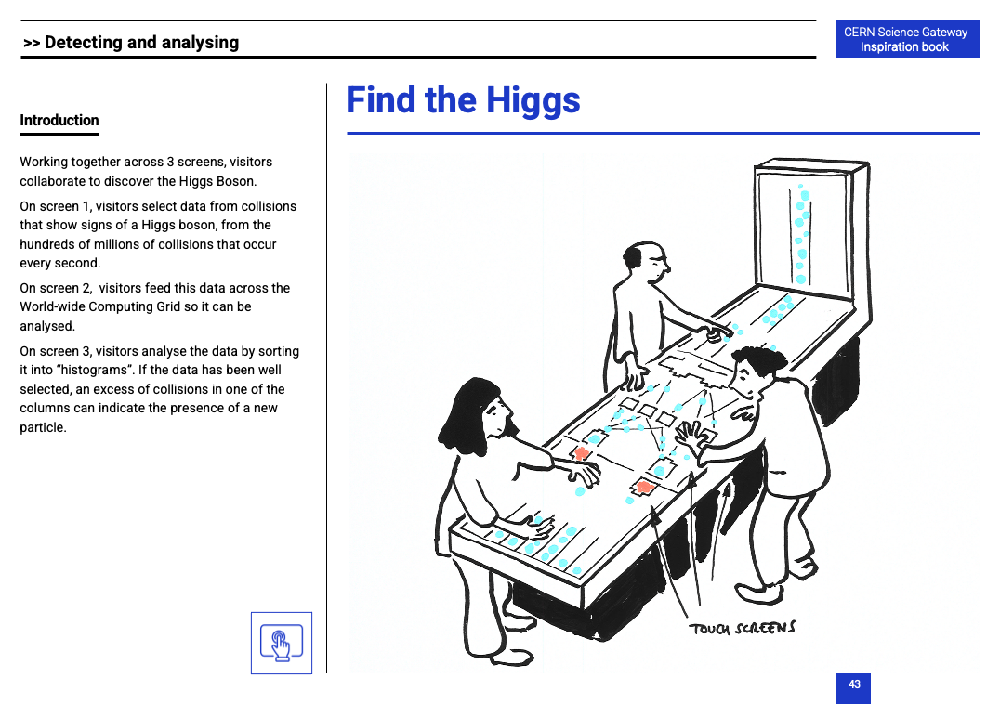 >> Detecting and analysing
CERN Science Gateway
Inspiration book
Find the Higgs
Introduction
Working together across 3 screens, visitors
collaborate to discover the Higgs Boson.
On screen 1, visitors select data from collisions
that show signs of a Higgs boson, from the
hundreds of millions of collisions that occur
every second.
On screen 2,  visitors feed this data across the
World-wide Computing Grid so it can be
analysed.
On screen 3, visitors analyse the data by sorting
it into “histograms”. If the data has been well
selected, an excess of collisions in one of the
columns can indicate the presence of a new
particle.
TOUCH SCREENS
43